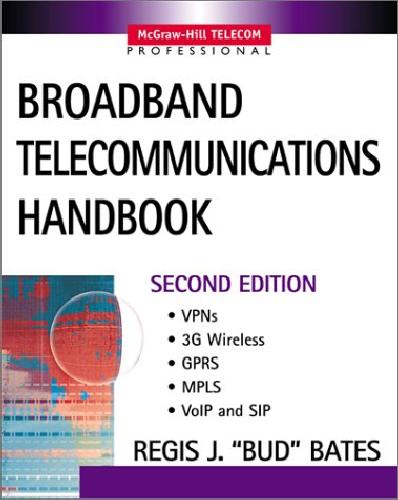 McGraw-Hill TELECOM
PROFESSIONAL
BROADBAND
TELECOMMUNICATIONS
HANDBOOK
SECOND EDITION
• VPNs
• 3G Wireless
• GPRS
• MPLS
• VoIP and SIP
REGIS J. "BUD" BATES